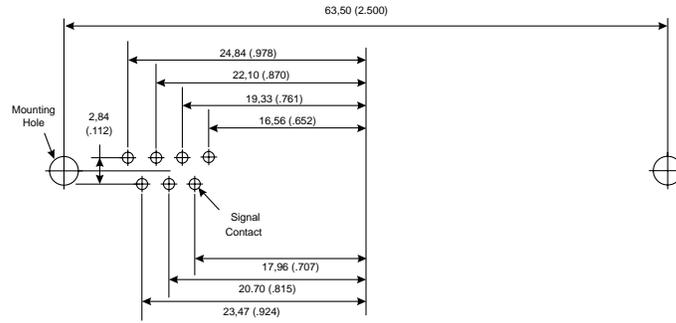 63,50 (2.500)
24,84 (.978)
22,10 (.870)
19,33 (.761)
16,56 (.652)
Mounting
Hole
2,84
(.112)
Signal
Contact
17,96 (.707)
20.70 (.815)
23,47 (.924)